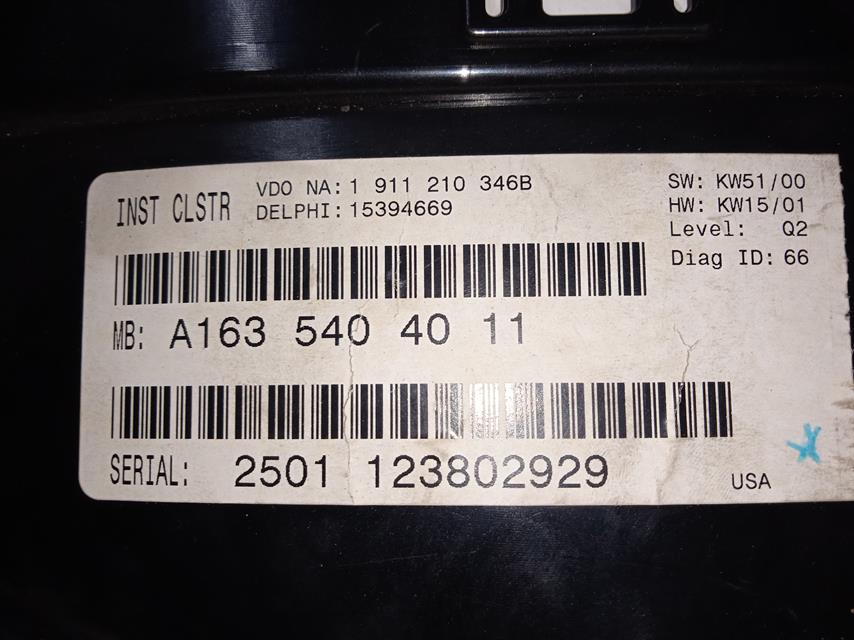 INST CLSTR
VDO NA: 1 911 210 346B
DELPHI: 15394669
SW: KW51/00
HW: KW15/01
Level: Q2
Diag ID: 66
MB: A163 540 40 11
SERIAL: 2501 123802929
USA